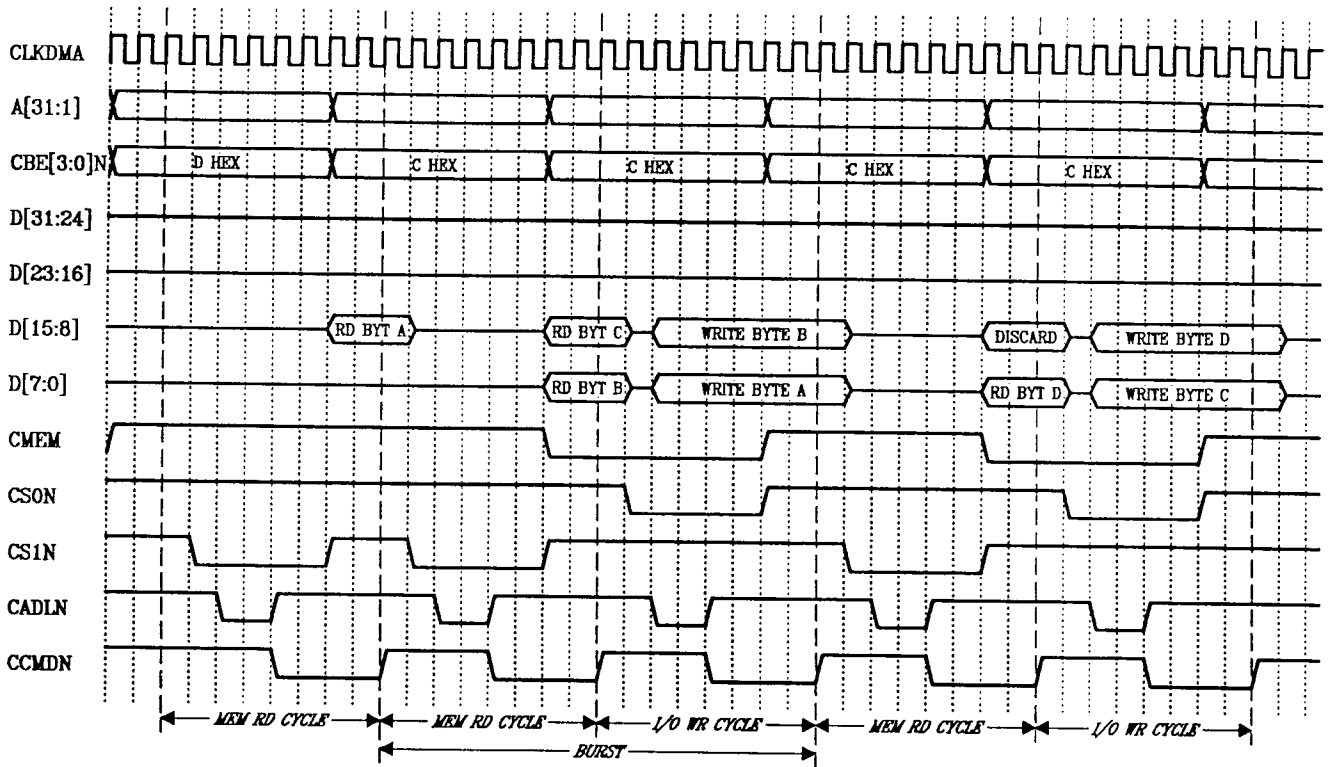 CLKDMA
A[31:1]
CBE[3:0]N D HEX C HEX C HEX C HEX C HEX
D[31:24]
D[23:16]
D[15:8] RD BYT A RD BYT C WRITE BYTE B DISCARD WRITE BYTE D
D[7:0] RD BYT B WRITE BYTE A RD BYT D WRITE BYTE C
CMEM
CS0N
CS1N
CADLN
CCMDN
MEM RD CYCLE MEM RD CYCLE I/O WR CYCLE MEM RD CYCLE I/O WR CYCLE
BURST